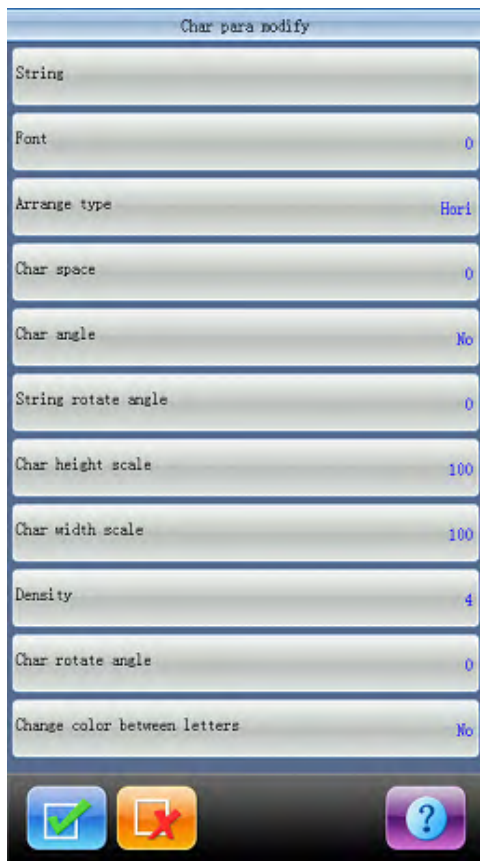 Char para modify
String
Font 0
Arrange type Hori
Char space 0
Char angle No
String rotate angle 0
Char height scale 100
Char width scale 100
Density 4
Char rotate angle 0
Change color between letters No
?